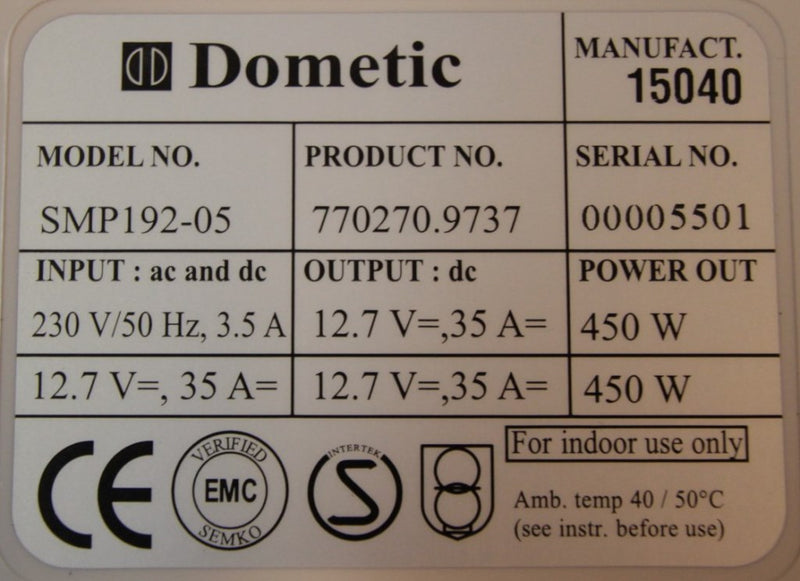 Dometic
MANUFACT.
15040
MODEL NO.
PRODUCT NO.
SERIAL NO.
SMP192-05
770270.9737
00005501
INPUT : ac and dc
OUTPUT : dc
POWER OUT
230 V/50 Hz, 3.5 A
12.7 V=,35 A=
450 W
12.7 V=, 35 A=
12.7 V=,35 A=
450 W
CE
VERIFIED
EMC
SEMKO
INTERTEK
S
For indoor use only
Amb. temp 40 / 50°C
(see instr. before use)